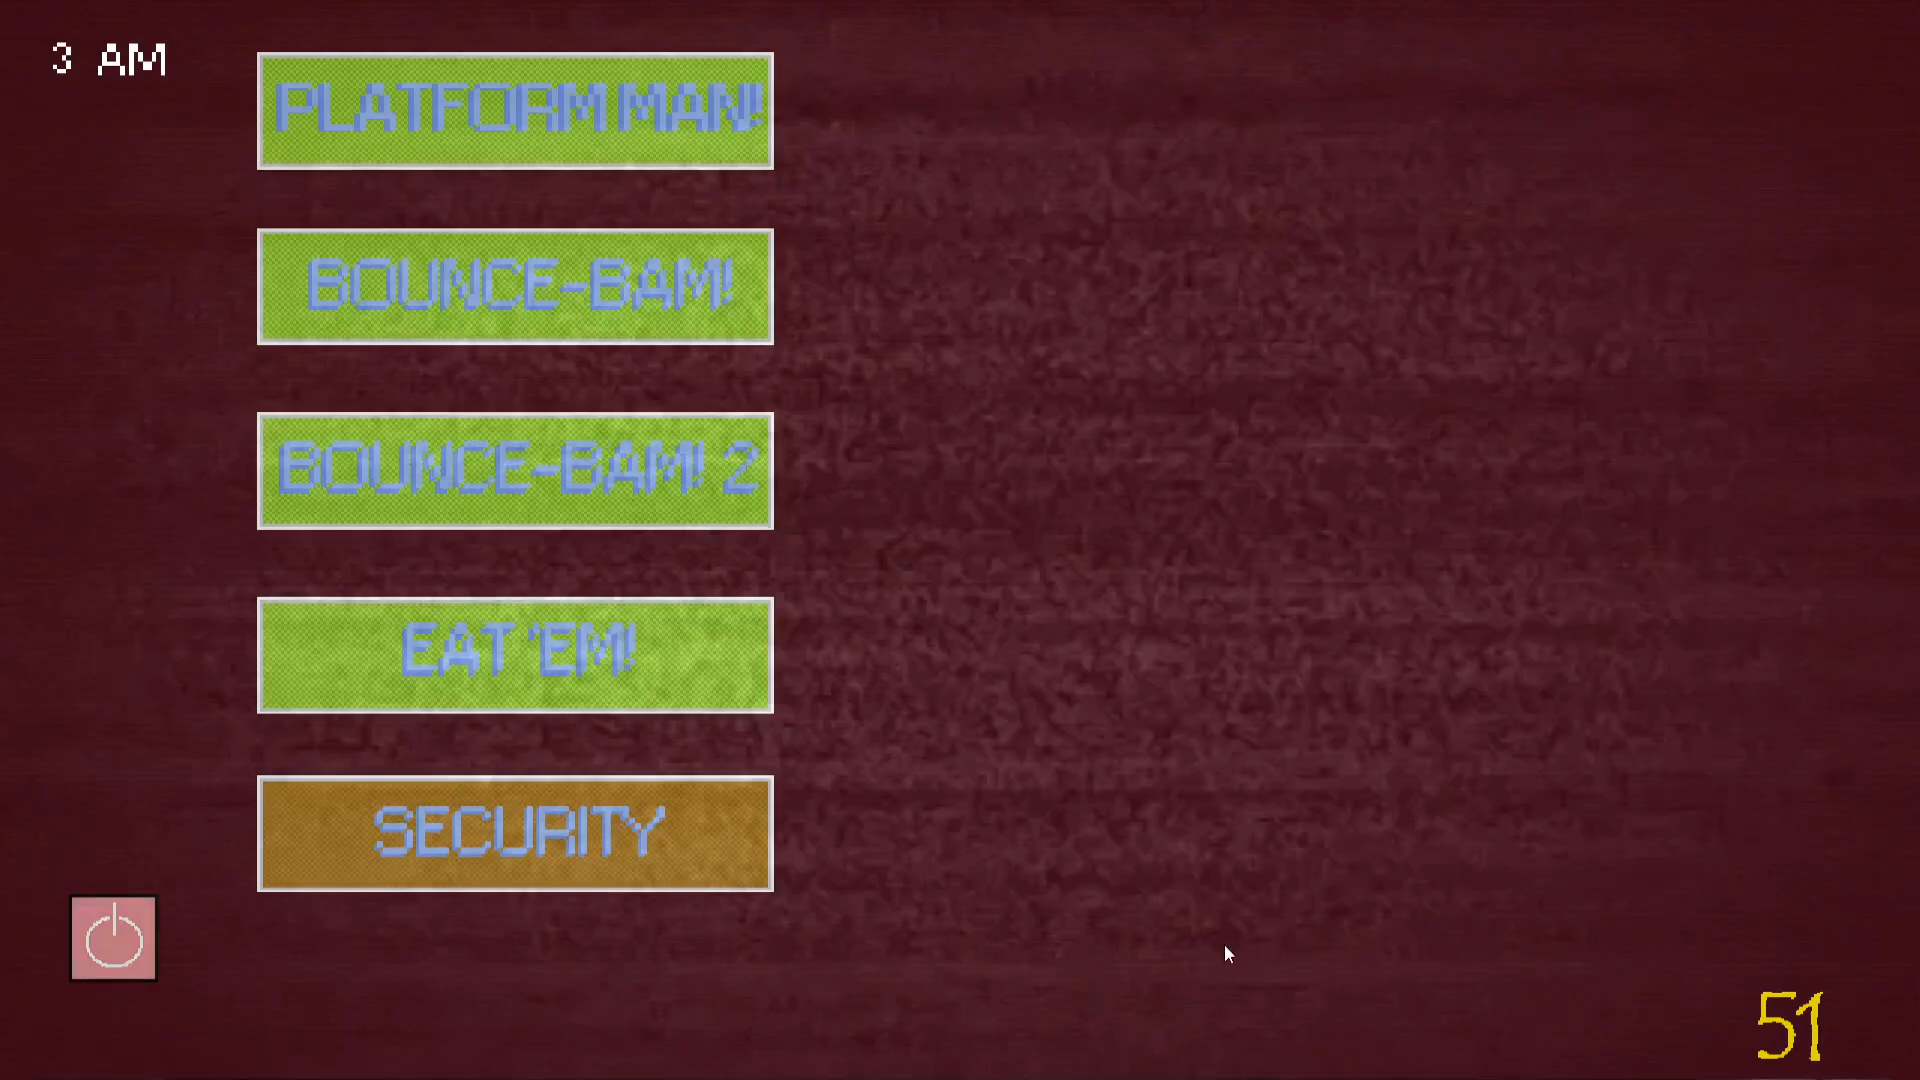 3 AM
PLATFORM MAN!
BOUNCE-BAM!
BOUNCE-BAM! 2
EAT 'EM!
SECURITY
51